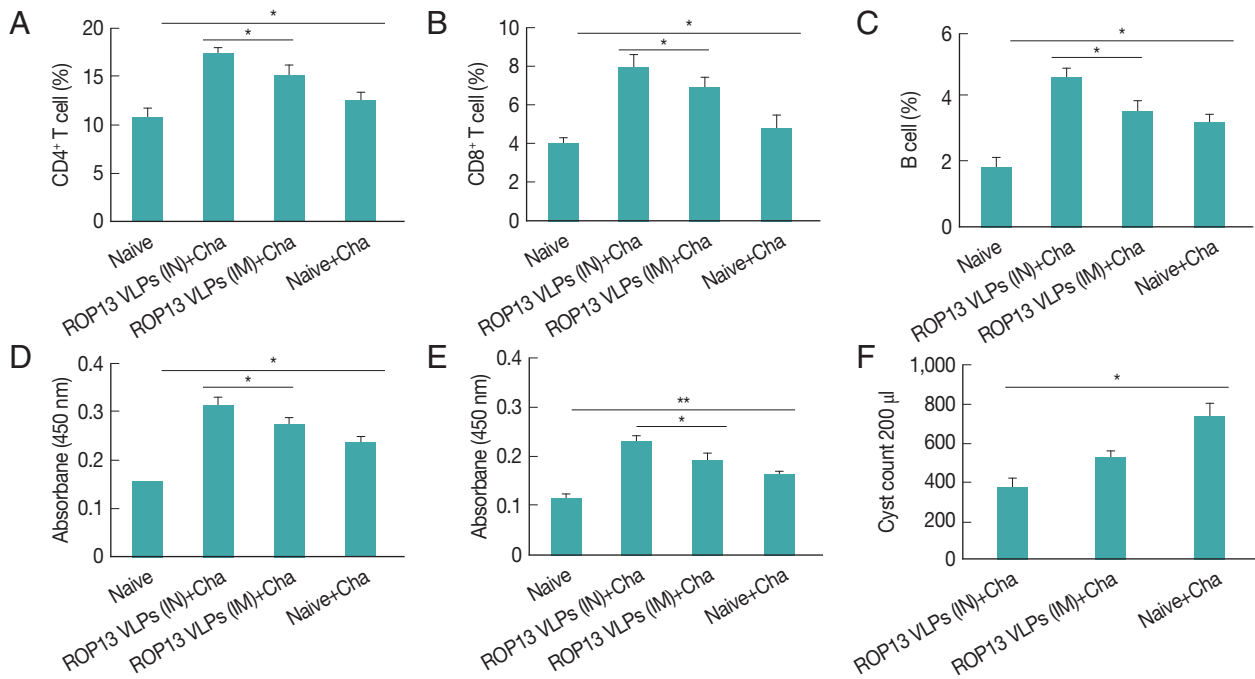 A
CD4+ T cell (%)
20
15
10
5
0
*
*
Naive
ROP13 VLPs (IN)+Cha
ROP13 VLPs (IM)+Cha
Naive+Cha
B
CD8+ T cell (%)
10
8
6
4
2
0
*
*
Naive
ROP13 VLPs (IN)+Cha
ROP13 VLPs (IM)+Cha
Naive+Cha
C
B cell (%)
6
4
2
0
*
*
Naive
ROP13 VLPs (IN)+Cha
ROP13 VLPs (IM)+Cha
Naive+Cha
D
Absorbane (450 nm)
0.4
0.3
0.2
0.1
0
*
*
Naive
ROP13 VLPs (IN)+Cha
ROP13 VLPs (IM)+Cha
Naive+Cha
E
Absorbane (450 nm)
0.4
0.3
0.2
0.1
0
**
*
Naive
ROP13 VLPs (IN)+Cha
ROP13 VLPs (IM)+Cha
Naive+Cha
F
Cyst count 200 µl
1,000
800
600
400
200
0
*
ROP13 VLPs (IN)+Cha
ROP13 VLPs (IM)+Cha
Naive+Cha